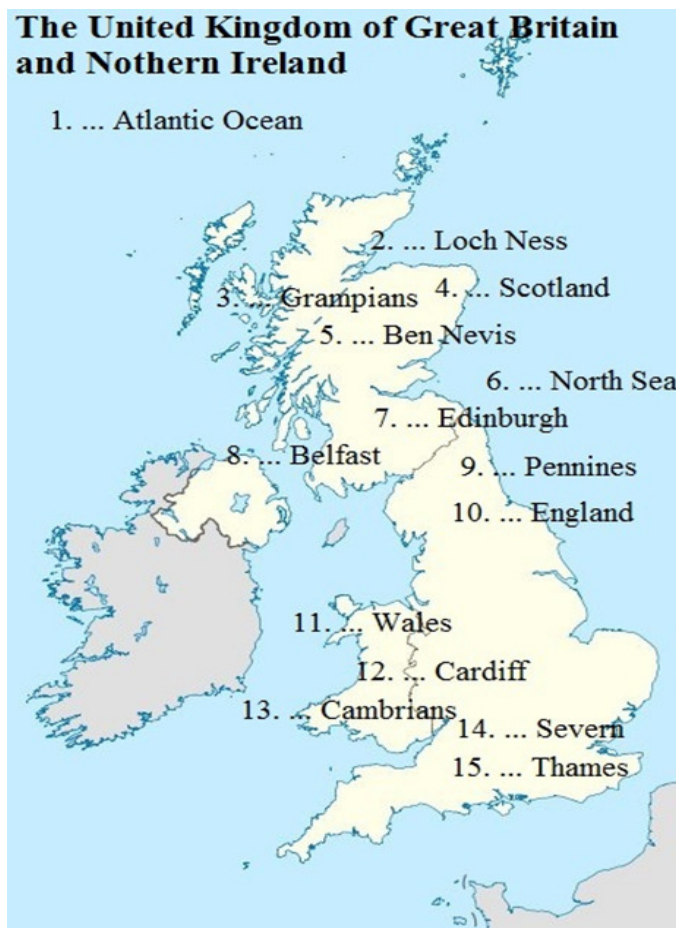 The United Kingdom of Great Britain
and Nothern Ireland
1. ... Atlantic Ocean
2. ... Loch Ness
3. ... Grampians
4. ... Scotland
5. ... Ben Nevis
6. ... North Sea
7. ... Edinburgh
8. ... Belfast
9. ... Pennines
10. ... England
11. ... Wales
12. ... Cardiff
13. ... Cambrians
14. ... Severn
15. ... Thames